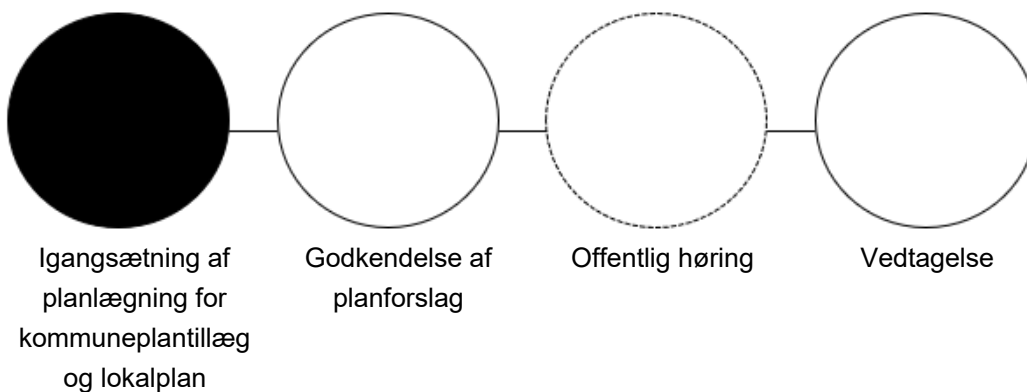 Igangsætning af
planlægning for
kommuneplantillæg
og lokalplan
Godkendelse af
planforslag
Offentlig høring
Vedtagelse